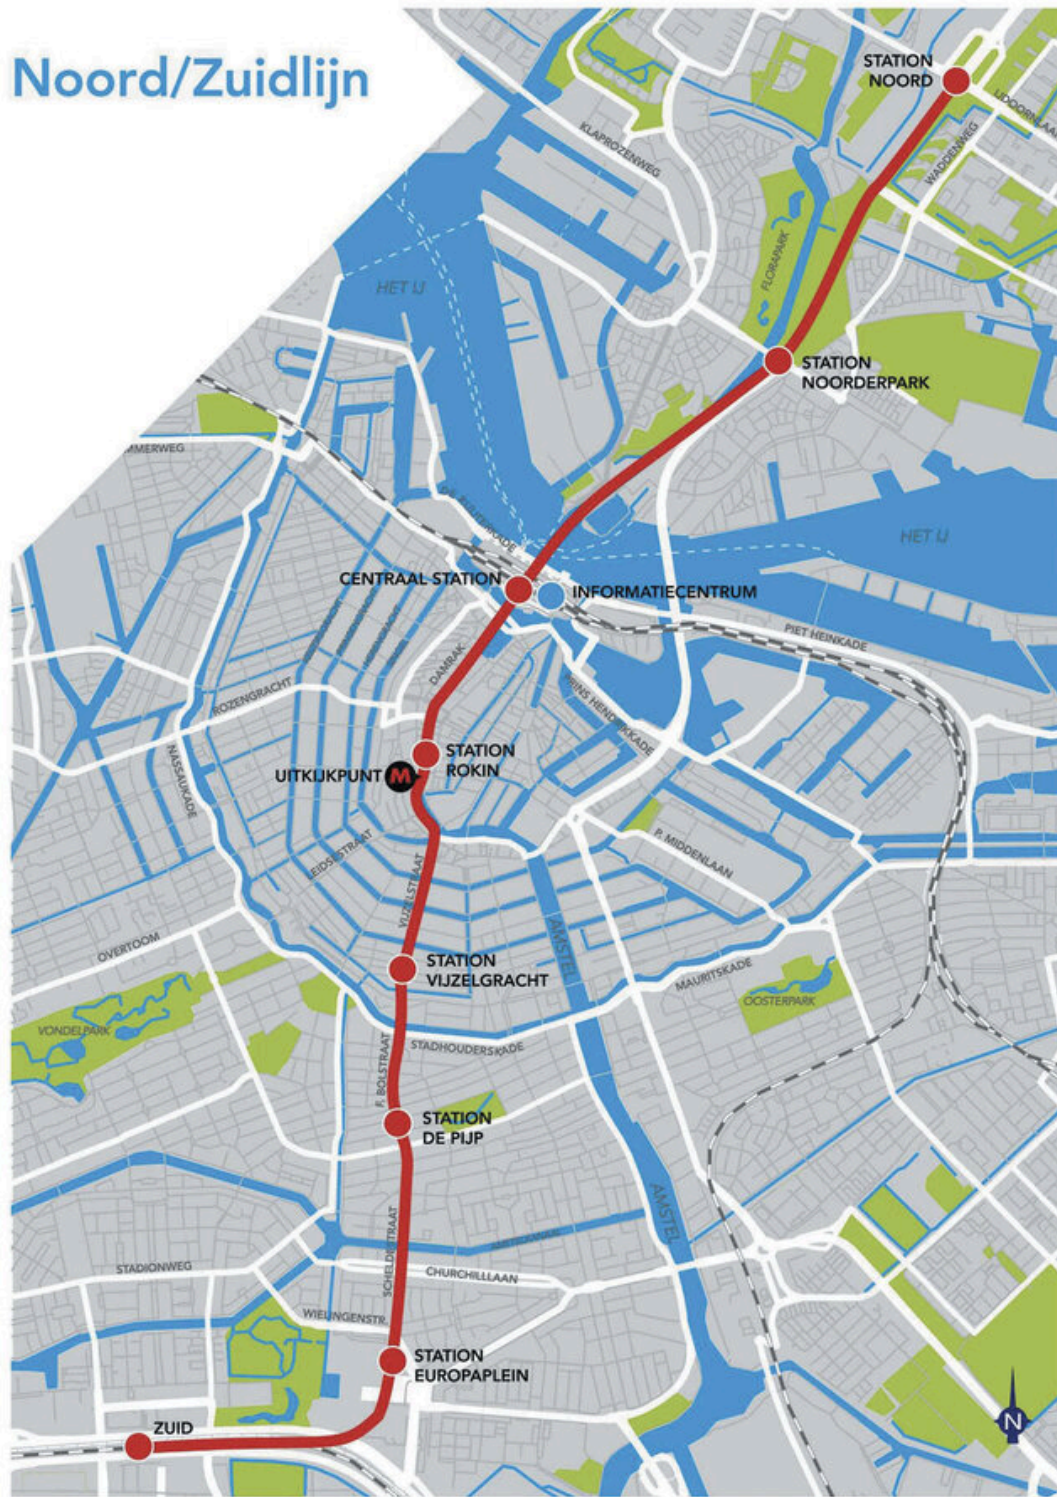 Noord/Zuidlijn
STATION
NOORD
KLAPROZENWEG
WADDENWEG
FLORAPARK
HET IJ
STATION
NOORDERPARK
HET IJ
CENTRAAL STATION
INFORMATIECENTRUM
PIET HEINKADE
DAMRAK
ROZENGRACHT
PRINS HENDRIKKADE
NASSAUKADE
STATION
ROKIN
UITKIJKPUNT
M
P. MIDDENLAAN
VIJZELSTRAAT
AMSTEL
OVERTOOM
STATION
VIJZELGRACHT
MAURITSKADE
OOSTERPARK
VONDELPARK
STADHOUDERSKADE
F. BOLSTRAAT
STATION
DE PIJP
AMSTEL
SCHELDESTRAAT
STADIONWEG
CHURCHILLLAAN
WIELINGENSTR.
STATION
EUROPAPLEIN
ZUID
N